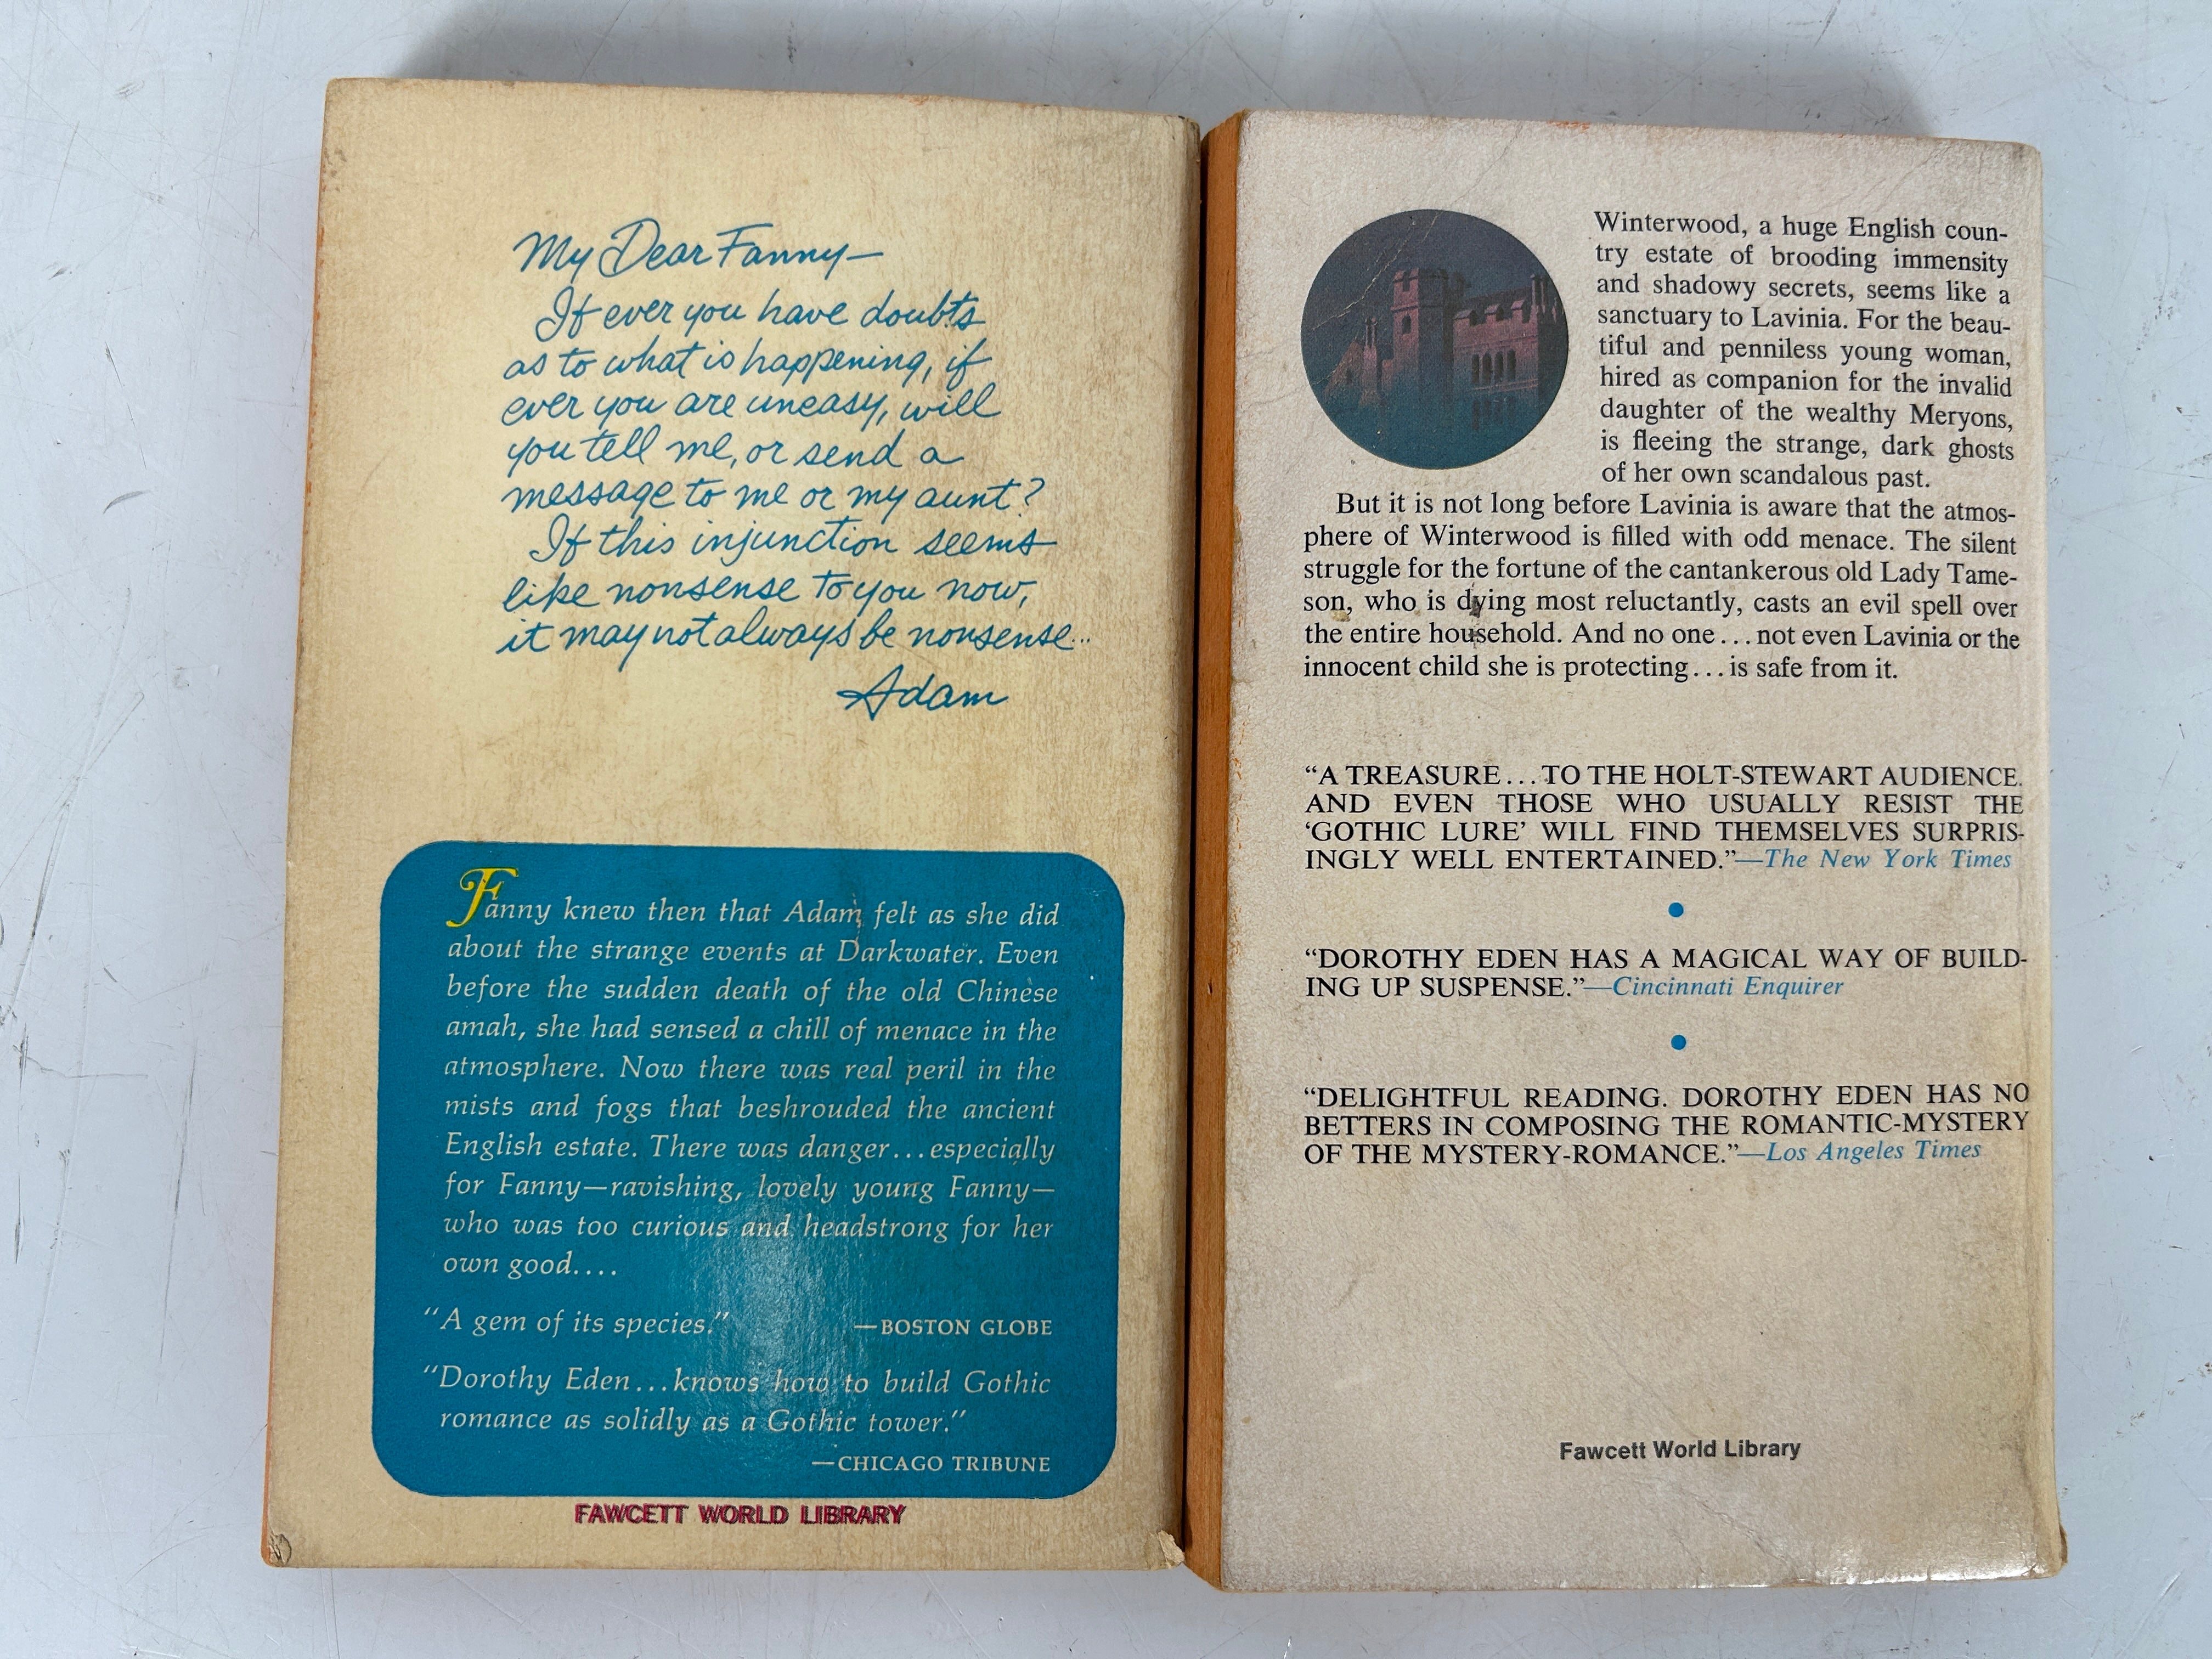 My Dear Fanny—
If ever you have doubts
as to what is happening, if
ever you are uneasy, will
you tell me, or send a
message to me or my aunt?
If this injunction seems
like nonsense to you now,
it may not always be nonsense...
Adam
Fanny knew then that Adam felt as she did
about the strange events at Darkwater. Even
before the sudden death of the old Chinese
amah, she had sensed a chill of menace in the
atmosphere. Now there was real peril in the
mists and fogs that beshrouded the ancient
English estate. There was danger...especially
for Fanny—ravishing, lovely young Fanny—
who was too curious and headstrong for her
own good....
“A gem of its species.” —BOSTON GLOBE
“Dorothy Eden...knows how to build Gothic
romance as solidly as a Gothic tower.”
—CHICAGO TRIBUNE
FAWCETT WORLD LIBRARY
Winterwood, a huge English coun-
try estate of brooding immensity
and shadowy secrets, seems like a
sanctuary to Lavinia. For the beau-
tiful and penniless young woman,
hired as companion for the invalid
daughter of the wealthy Meryons,
is fleeing the strange, dark ghosts
of her own scandalous past.
But it is not long before Lavinia is aware that the atmos-
phere of Winterwood is filled with odd menace. The silent
struggle for the fortune of the cantankerous old Lady Tame-
son, who is dying most reluctantly, casts an evil spell over
the entire household. And no one...not even Lavinia or the
innocent child she is protecting...is safe from it.
“A TREASURE...TO THE HOLT-STEWART AUDIENCE.
AND EVEN THOSE WHO USUALLY RESIST THE
‘GOTHIC LURE’ WILL FIND THEMSELVES SURPRIS-
INGLY WELL ENTERTAINED.”—The New York Times
“DOROTHY EDEN HAS A MAGICAL WAY OF BUILD-
ING UP SUSPENSE.”—Cincinnati Enquirer
“DELIGHTFUL READING. DOROTHY EDEN HAS NO
BETTERS IN COMPOSING THE ROMANTIC-MYSTERY
OF THE MYSTERY-ROMANCE.”—Los Angeles Times
Fawcett World Library